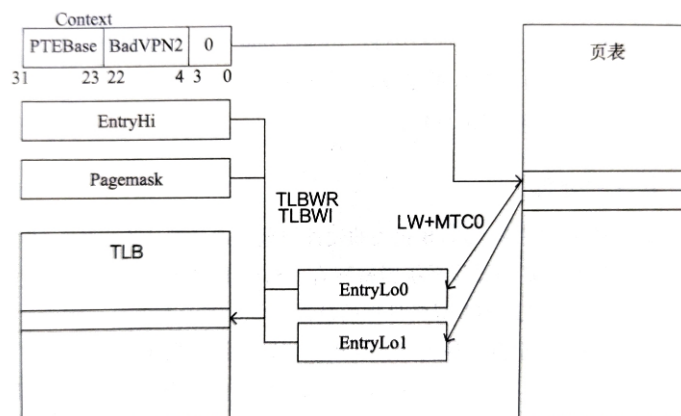 Context
PTEBase BadVPN2 0
31 23 22 4 3 0
页表
EntryHi
Pagemask
TLBWR
TLBWI
LW+MTC0
TLB
EntryLo0
EntryLo1